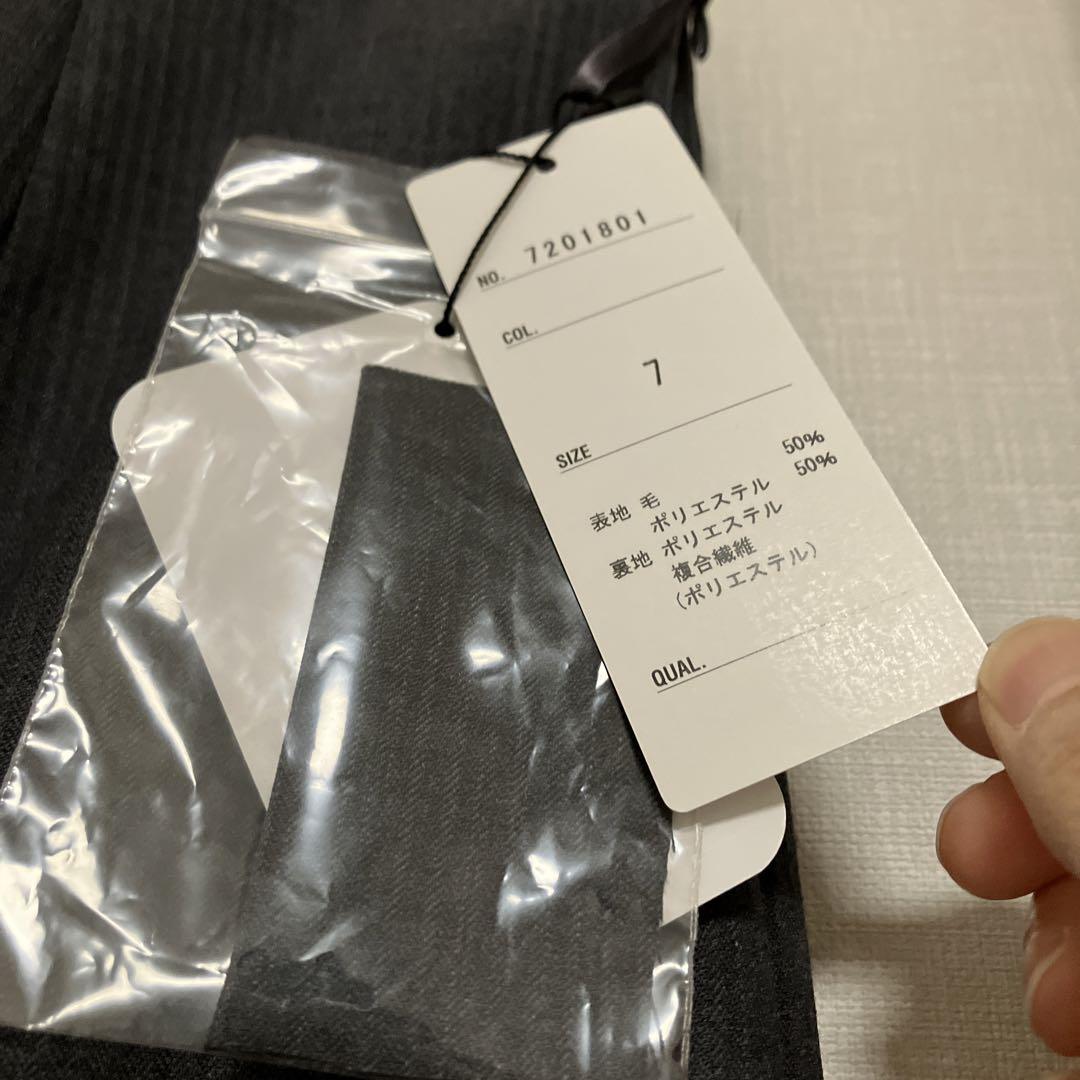 NO. 7201801
COL.
7
SIZE
表地 毛 50%
ポリエステル 50%
裏地 ポリエステル
複合繊維
(ポリエステル)
QUAL.